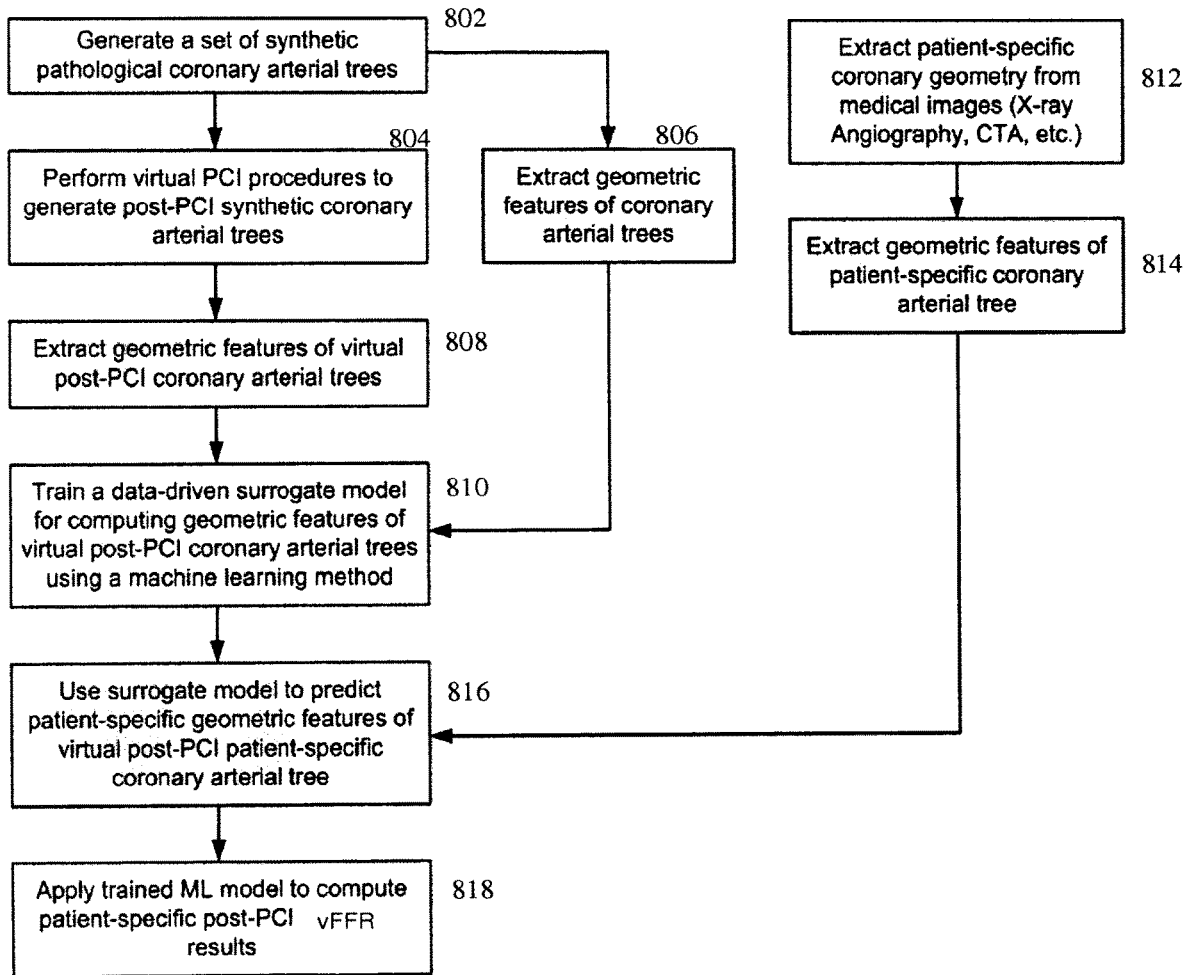 802
Generate a set of synthetic
pathological coronary arterial trees
804
Perform virtual PCI procedures to
generate post-PCI synthetic coronary
arterial trees
806
Extract geometric
features of coronary
arterial trees
808
Extract geometric features of virtual
post-PCI coronary arterial trees
810
Train a data-driven surrogate model
for computing geometric features of
virtual post-PCI coronary arterial trees
using a machine learning method
812
Extract patient-specific
coronary geometry from
medical images (X-ray
Angiography, CTA, etc.)
814
Extract geometric features of
patient-specific coronary
arterial tree
816
Use surrogate model to predict
patient-specific geometric features of
virtual post-PCI patient-specific
coronary arterial tree
818
Apply trained ML model to compute
patient-specific post-PCI vFFR
results